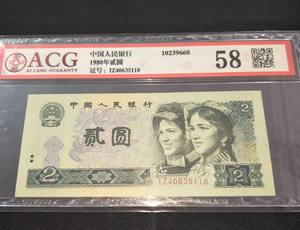 ACG
AI CANG GUARANTY
中国人民银行
1980年贰圆
冠号：IZ40635110
10239660
58
中国人民银行
贰圆
2
2
IZ40635110